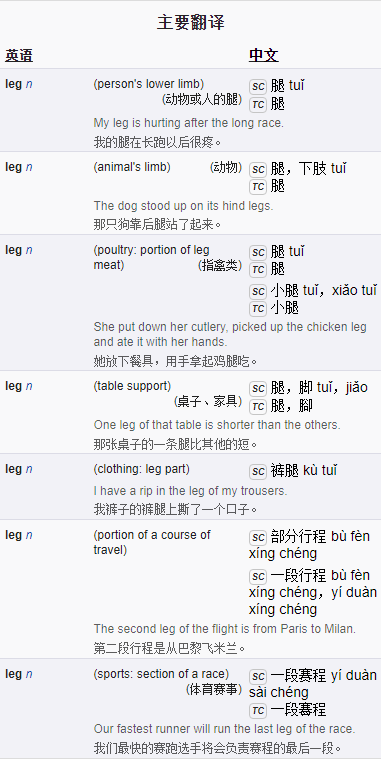 主要翻译
英语 中文
leg n (person's lower limb) SC 腿 tuǐ
(动物或人的腿) TC 腿
My leg is hurting after the long race.
我的腿在长跑以后很疼。
leg n (animal's limb) (动物) SC 腿，下肢 tuǐ
TC 腿
The dog stood up on its hind legs.
那只狗靠后腿站了起来。
leg n (poultry: portion of leg SC 腿 tuǐ
meat) (指禽类) TC 腿
SC 小腿 tuǐ，xiǎo tuǐ
TC 小腿
She put down her cutlery, picked up the chicken leg
and ate it with her hands.
她放下餐具，用手拿起鸡腿吃。
leg n (table support) SC 腿，脚 tuǐ，jiǎo
(桌子、家具) TC 腿，腳
One leg of that table is shorter than the others.
那张桌子的一条腿比其他的短。
leg n (clothing: leg part) SC 裤腿 kù tuǐ
I have a rip in the leg of my trousers.
我裤子的裤腿上撕了一个口子。
leg n (portion of a course of SC 部分行程 bù fèn
travel) xíng chéng
SC 一段行程 bù fèn
xíng chéng，yí duàn
xíng chéng
The second leg of the flight is from Paris to Milan.
第二段行程是从巴黎飞米兰。
leg n (sports: section of a race) SC 一段赛程 yí duàn
(体育赛事) sài chéng
TC 一段賽程
Our fastest runner will run the last leg of the race.
我们最快的赛跑选手将会负责赛程的最后一段。